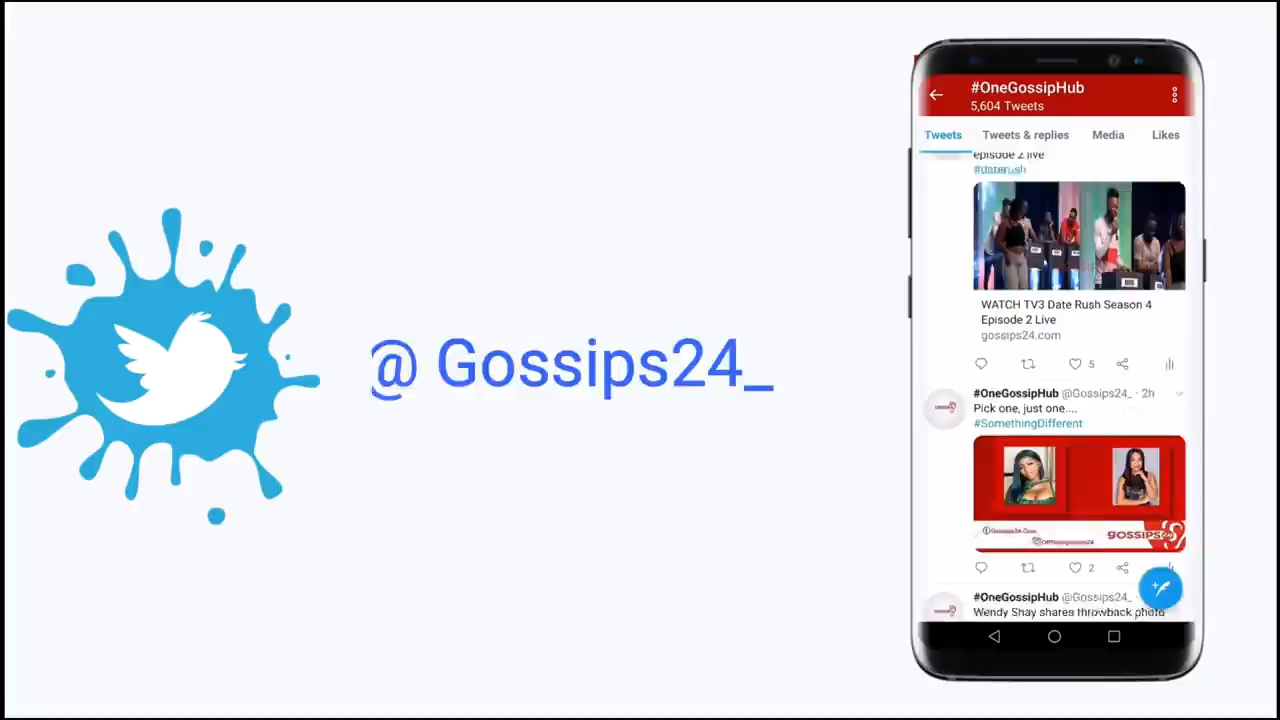 @ Gossips24_
#OneGossipHub
5,604 Tweets
Tweets Tweets & replies Media Likes
episode 2 live
#daterush
WATCH TV3 Date Rush Season 4
Episode 2 Live
gossips24.com
5
#OneGossipHub @Gossips24_ · 2h
Pick one, just one....
#SomethingDifferent
gossips24
2
#OneGossipHub @Gossips24_ ·
Wendy Shay shares throwback photo